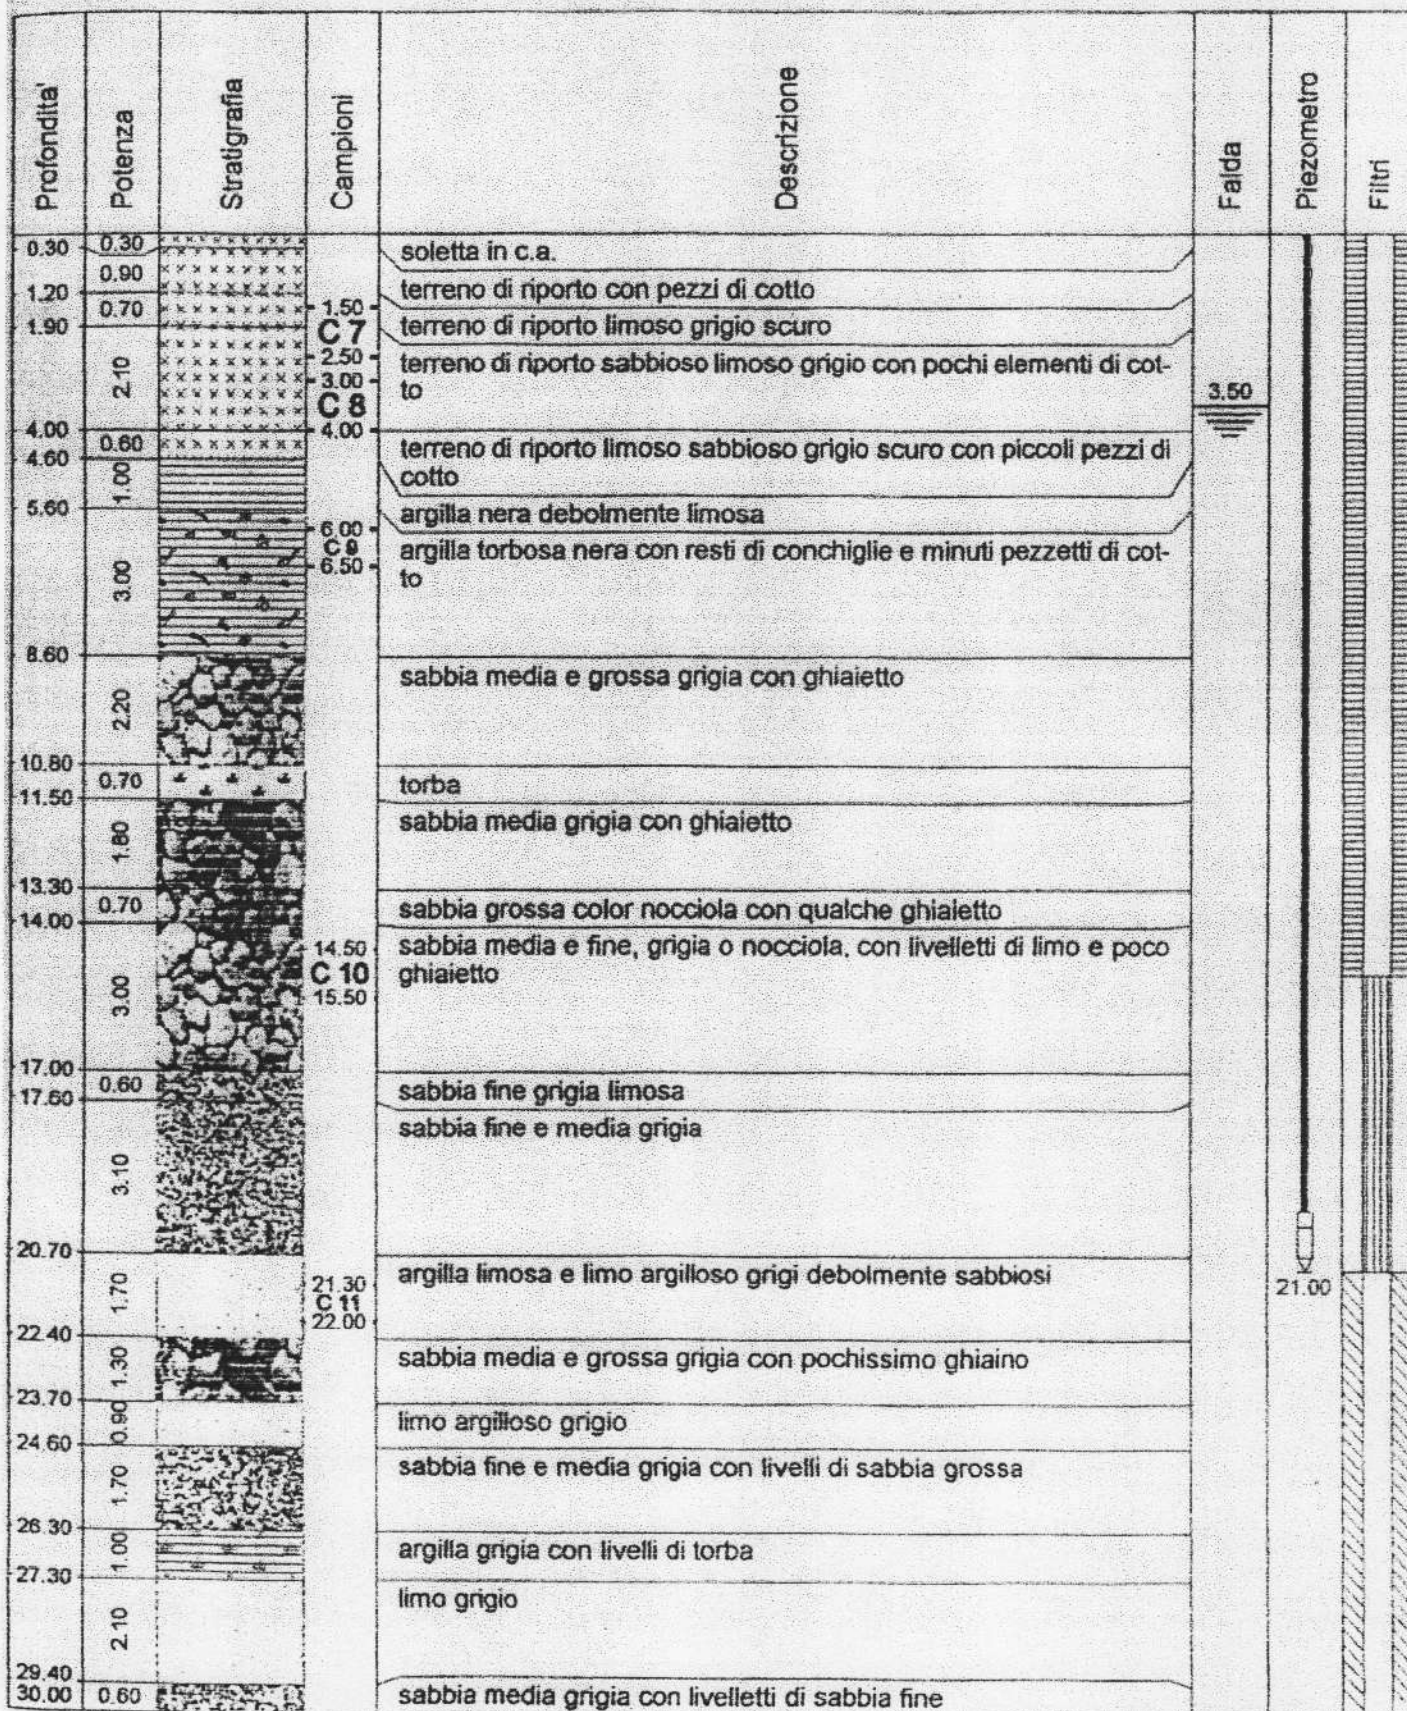 Profondita'
Potenza
Stratigrafia
Campioni
Descrizione
Falda
Piezometro
Filtri
0.30
0.30
soletta in c.a.
0.90
1.20
terreno di riporto con pezzi di cotto
0.70
1.50
1.90
C 7
terreno di riporto limoso grigio scuro
2.50
2.10
3.00
terreno di riporto sabbioso limoso grigio con pochi elementi di cot-
to
C 8
3.50
4.00
4.00
0.60
terreno di riporto limoso sabbioso grigio scuro con piccoli pezzi di
cotto
4.60
1.00
5.60
argilla nera debolmente limosa
6.00
C 9
6.50
argilla torbosa nera con resti di conchiglie e minuti pezzetti di cot-
to
3.00
8.60
sabbia media e grossa grigia con ghiaietto
2.20
10.80
0.70
torba
11.50
sabbia media grigia con ghiaietto
1.80
13.30
0.70
sabbia grossa color nocciola con qualche ghiaietto
14.00
14.50
C 10
15.50
sabbia media e fine, grigia o nocciola, con livelletti di limo e poco
ghiaietto
3.00
17.00
0.60
sabbia fine grigia limosa
17.60
sabbia fine e media grigia
3.10
20.70
argilla limosa e limo argilloso grigi debolmente sabbiosi
21.30
C 11
22.00
21.00
1.70
22.40
sabbia media e grossa grigia con pochissimo ghiaino
1.30
23.70
0.90
limo argilloso grigio
24.60
sabbia fine e media grigia con livelli di sabbia grossa
1.70
26.30
1.00
argilla grigia con livelli di torba
27.30
limo grigio
2.10
29.40
30.00
0.60
sabbia media grigia con livelletti di sabbia fine